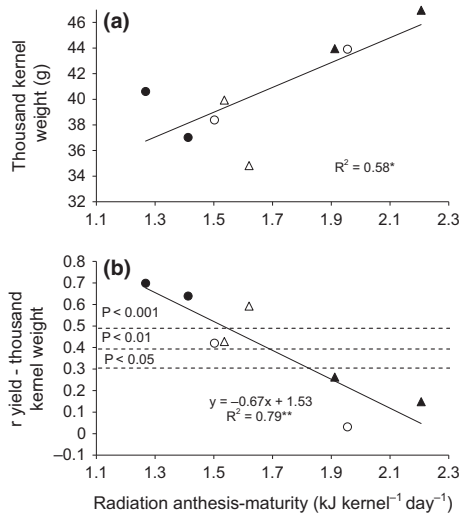 (a)
Thousand kernel
weight (g)
46
44
42
40
38
36
34
32
R² = 0.58*
1.1 1.3 1.5 1.7 1.9 2.1 2.3
(b)
r yield - thousand
kernel weight
0.8
0.7
0.6
0.5
0.4
0.3
0.2
0.1
0
–0.1
P < 0.001
P < 0.01
P < 0.05
y = –0.67x + 1.53
R² = 0.79**
1.1 1.3 1.5 1.7 1.9 2.1 2.3
Radiation anthesis-maturity (kJ kernel⁻¹ day⁻¹)